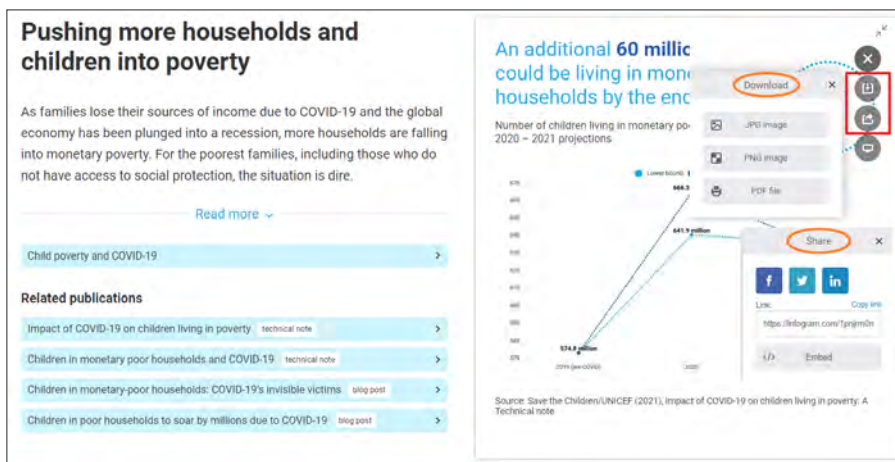 Pushing more households and
children into poverty
As families lose their sources of income due to COVID-19 and the global
economy has been plunged into a recession, more households are falling
into monetary poverty. For the poorest families, including those who do
not have access to social protection, the situation is dire.
Read more
Child poverty and COVID-19
Related publications
Impact of COVID-19 on children living in poverty technical note
Children in monetary poor households and COVID-19 technical note
Children in monetary-poor households: COVID-19's invisible victims blog post
Children in poor households to soar by millions due to COVID-19 blog post
An additional 60 millic
could be living in mon
households by the end
Number of children living in monetary po
2020 – 2021 projections
Lower bound
666.3
641.9 million
574.8 million
2019 (pre-COVID)
2020
Download
JPG image
PNG image
PDF file
Share
Link:
Copy link
</> Embed
Source: Save the Children/UNICEF (2021), Impact of COVID-19 on children living in poverty: A
Technical note